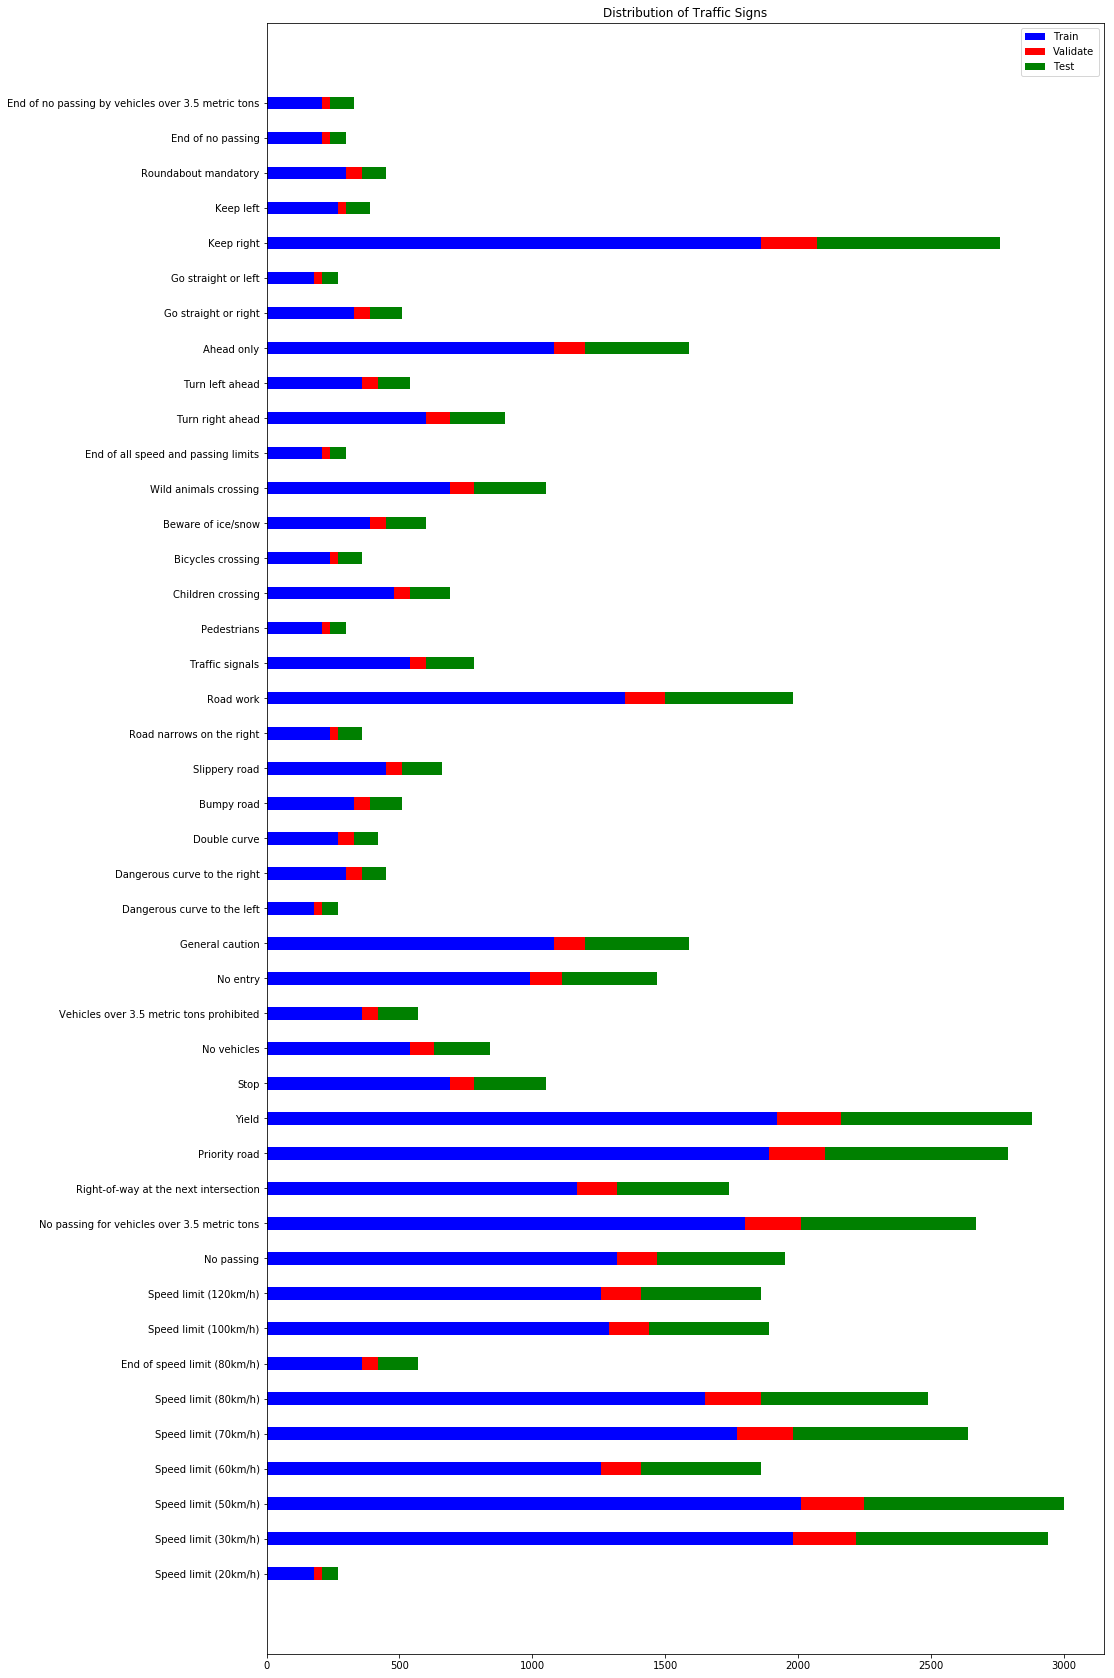 Distribution of Traffic Signs
Train
Validate
Test
End of no passing by vehicles over 3.5 metric tons
End of no passing
Roundabout mandatory
Keep left
Keep right
Go straight or left
Go straight or right
Ahead only
Turn left ahead
Turn right ahead
End of all speed and passing limits
Wild animals crossing
Beware of ice/snow
Bicycles crossing
Children crossing
Pedestrians
Traffic signals
Road work
Road narrows on the right
Slippery road
Bumpy road
Double curve
Dangerous curve to the right
Dangerous curve to the left
General caution
No entry
Vehicles over 3.5 metric tons prohibited
No vehicles
Stop
Yield
Priority road
Right-of-way at the next intersection
No passing for vehicles over 3.5 metric tons
No passing
Speed limit (120km/h)
Speed limit (100km/h)
End of speed limit (80km/h)
Speed limit (80km/h)
Speed limit (70km/h)
Speed limit (60km/h)
Speed limit (50km/h)
Speed limit (30km/h)
Speed limit (20km/h)
0 500 1000 1500 2000 2500 3000